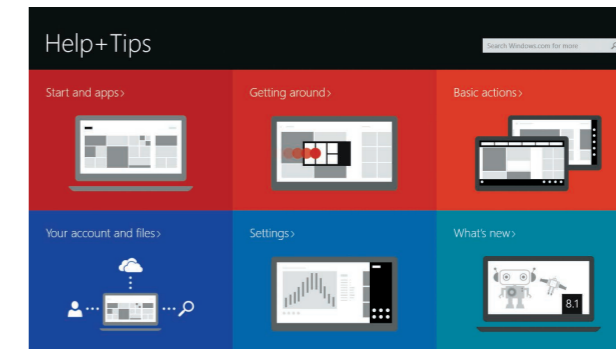 Help+Tips
Search Windows.com for more
Start and apps>
Getting around>
Basic actions>
Your account and files>
Settings>
What's new>
8.1